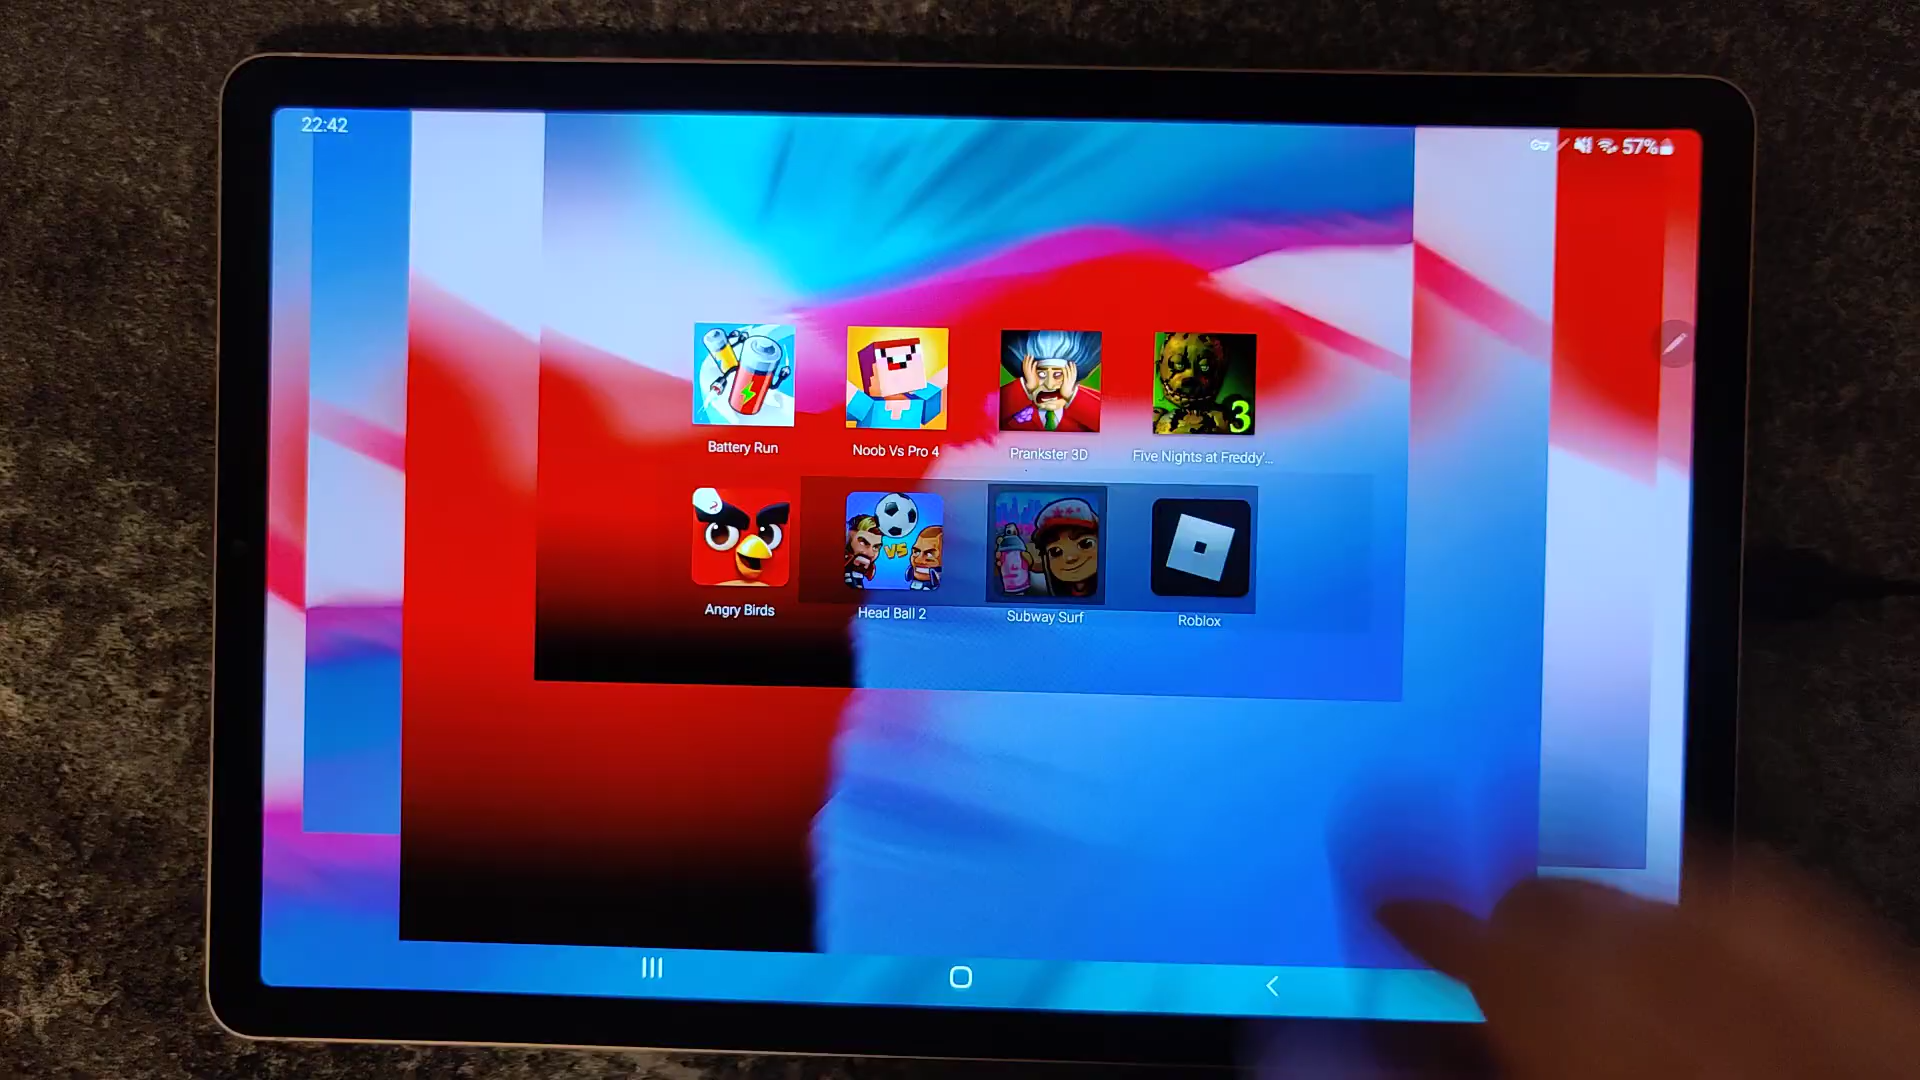 22:42
57%
3
Battery Run
Noob Vs Pro 4
Prankster 3D
Five Nights at Freddy'...
VS
Angry Birds
Head Ball 2
Subway Surf
Roblox